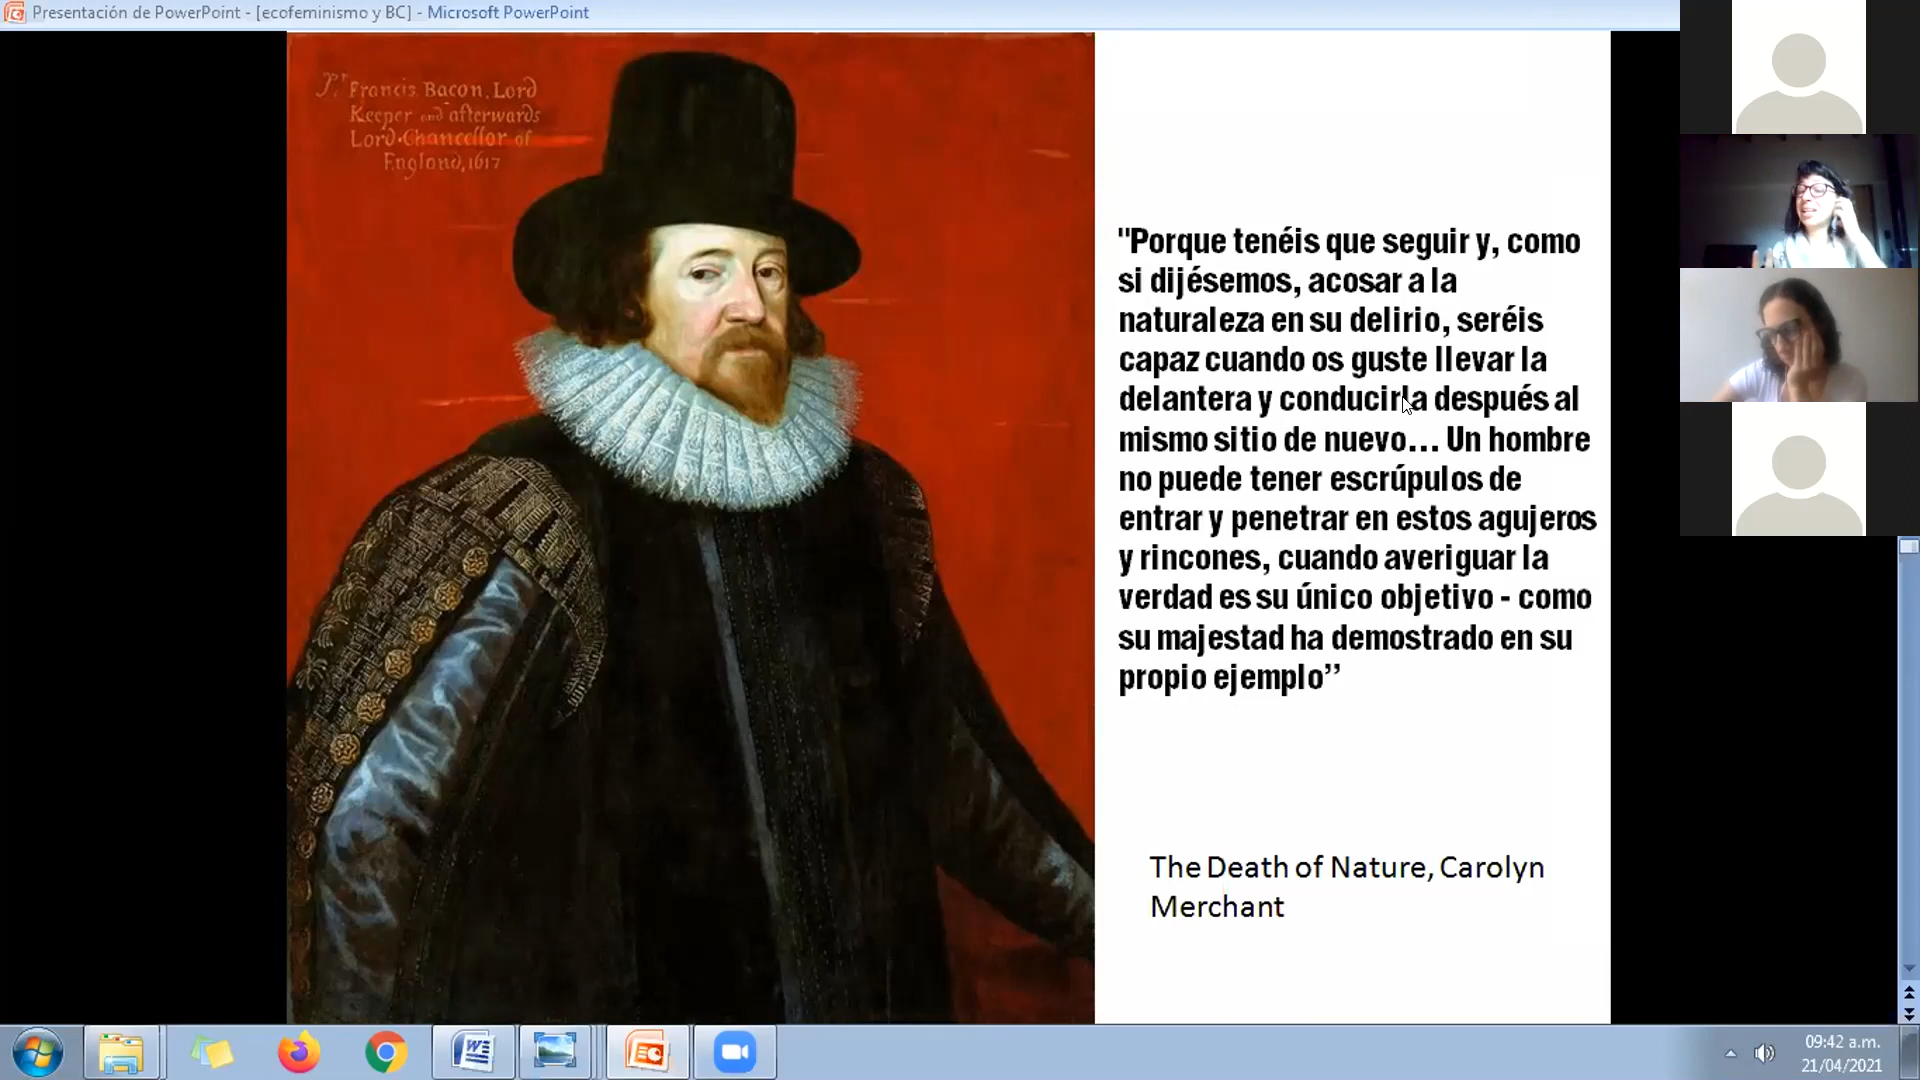 Presentación de PowerPoint - [ecofeminismo y BC] - Microsoft PowerPoint
Sr Francis Bacon, Lord
Keeper and afterwards
Lord Chancellor of
England, 1617
"Porque tenéis que seguir y, como
si dijésemos, acosar a la
naturaleza en su delirio, seréis
capaz cuando os guste llevar la
delantera y conducirla después al
mismo sitio de nuevo... Un hombre
no puede tener escrúpulos de
entrar y penetrar en estos agujeros
y rincones, cuando averiguar la
verdad es su único objetivo - como
su majestad ha demostrado en su
propio ejemplo’’
The Death of Nature, Carolyn
Merchant
09:42 a.m.
21/04/2021